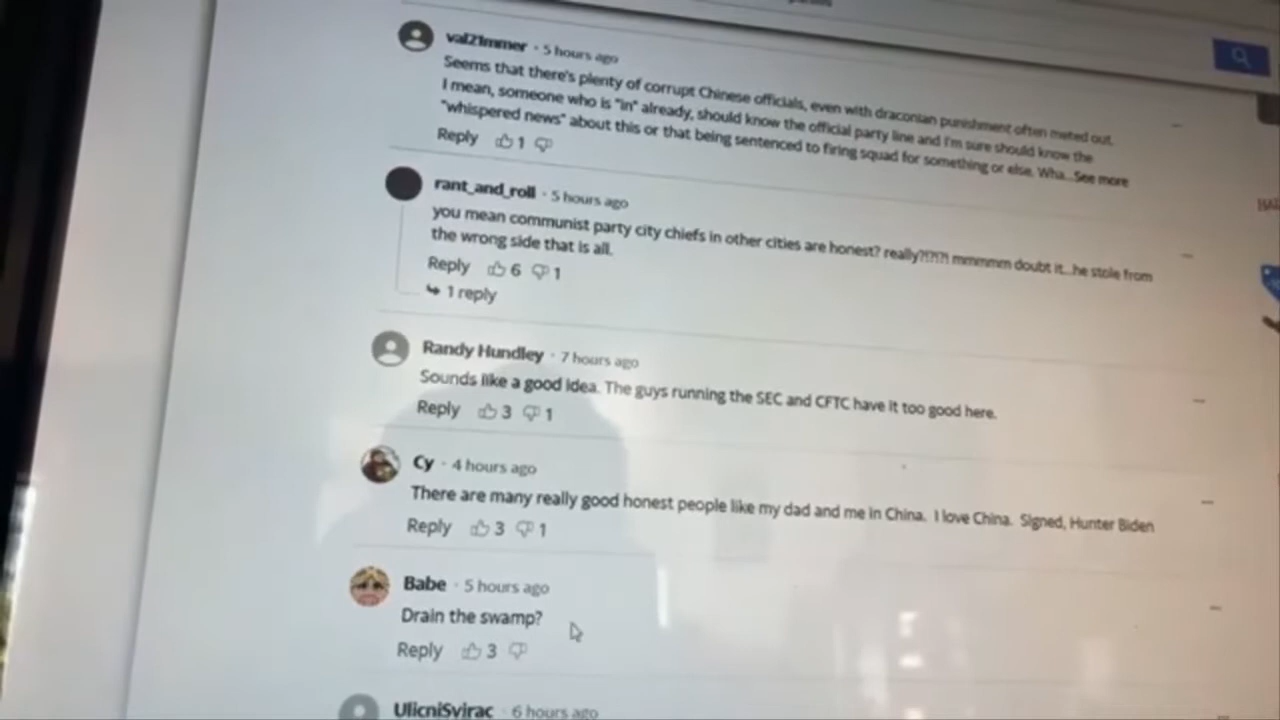 val21mmer · 5 hours ago
Seems that there's plenty of corrupt Chinese officials, even with draconian punishment often meted out.
I mean, someone who is "in" already, should know the official party line and I'm sure should know the
"whispered news" about this or that being sentenced to firing squad for something or else. Wha...See more
Reply 1
rant_and_roll · 5 hours ago
you mean communist party city chiefs in other cities are honest? really?!?!?! mmmmm doubt it...he stole from
the wrong side that is all.
Reply 6 1
1 reply
Randy Hundley · 7 hours ago
Sounds like a good idea. The guys running the SEC and CFTC have it too good here.
Reply 3 1
Cy · 4 hours ago
There are many really good honest people like my dad and me in China. I love China. Signed, Hunter Biden
Reply 3 1
Babe · 5 hours ago
Drain the swamp?
Reply 3
UlicniSvirac · 6 hours ago